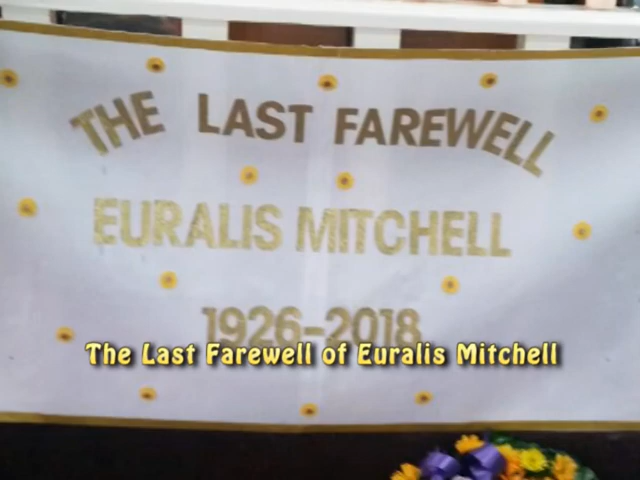 THE LAST FAREWELL
EURALIS MITCHELL
1926-2018
The Last Farewell of Euralis Mitchell